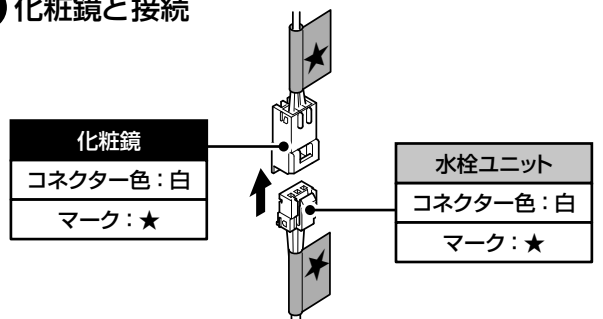 化粧鏡と接続
化粧鏡
コネクター色：白
マーク：★
水栓ユニット
コネクター色：白
マーク：★